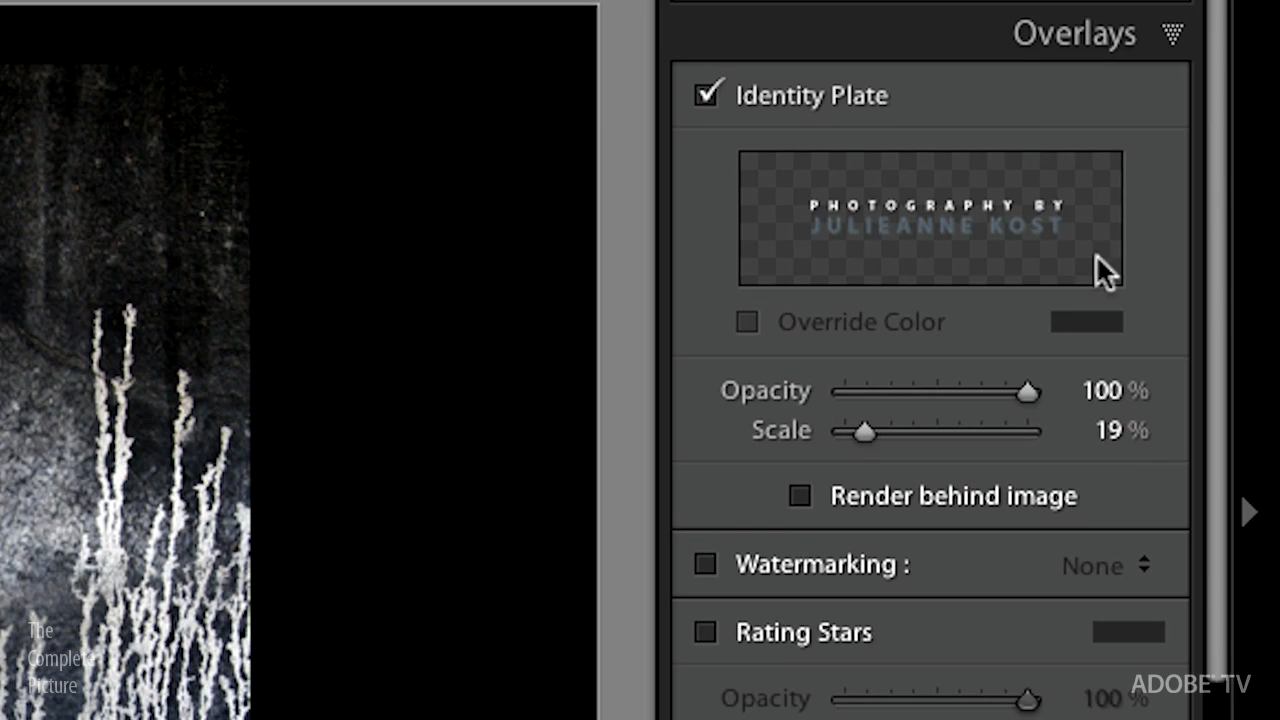 Overlays
Identity Plate
PHOTOGRAPHY BY
JULIEANNE KOST
Override Color
Opacity 100 %
Scale 19 %
Render behind image
Watermarking : None
Rating Stars
Opacity 100 %
The
Complete
Picture
ADOBE® TV